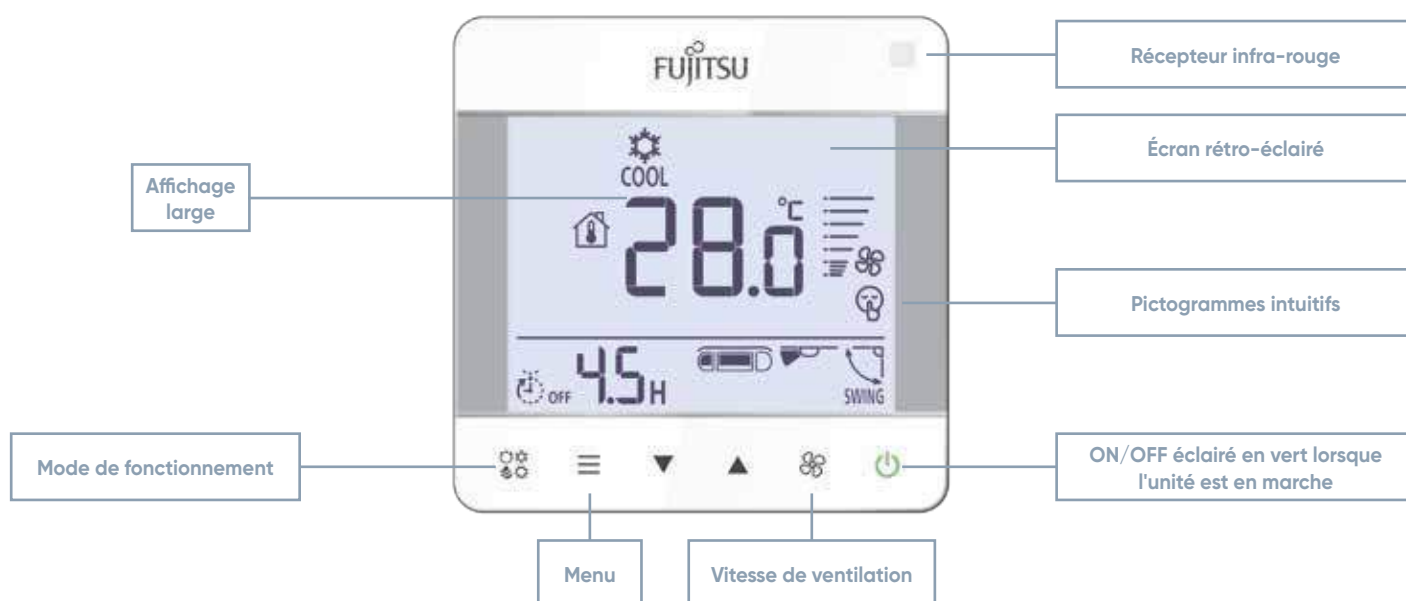 FUJITSU
Récepteur infra-rouge
Écran rétro-éclairé
COOL
Affichage
large
28.0 °C
Pictogrammes intuitifs
OFF 4.5 H
SWING
Mode de fonctionnement
ON/OFF éclairé en vert lorsque
l'unité est en marche
Menu
Vitesse de ventilation